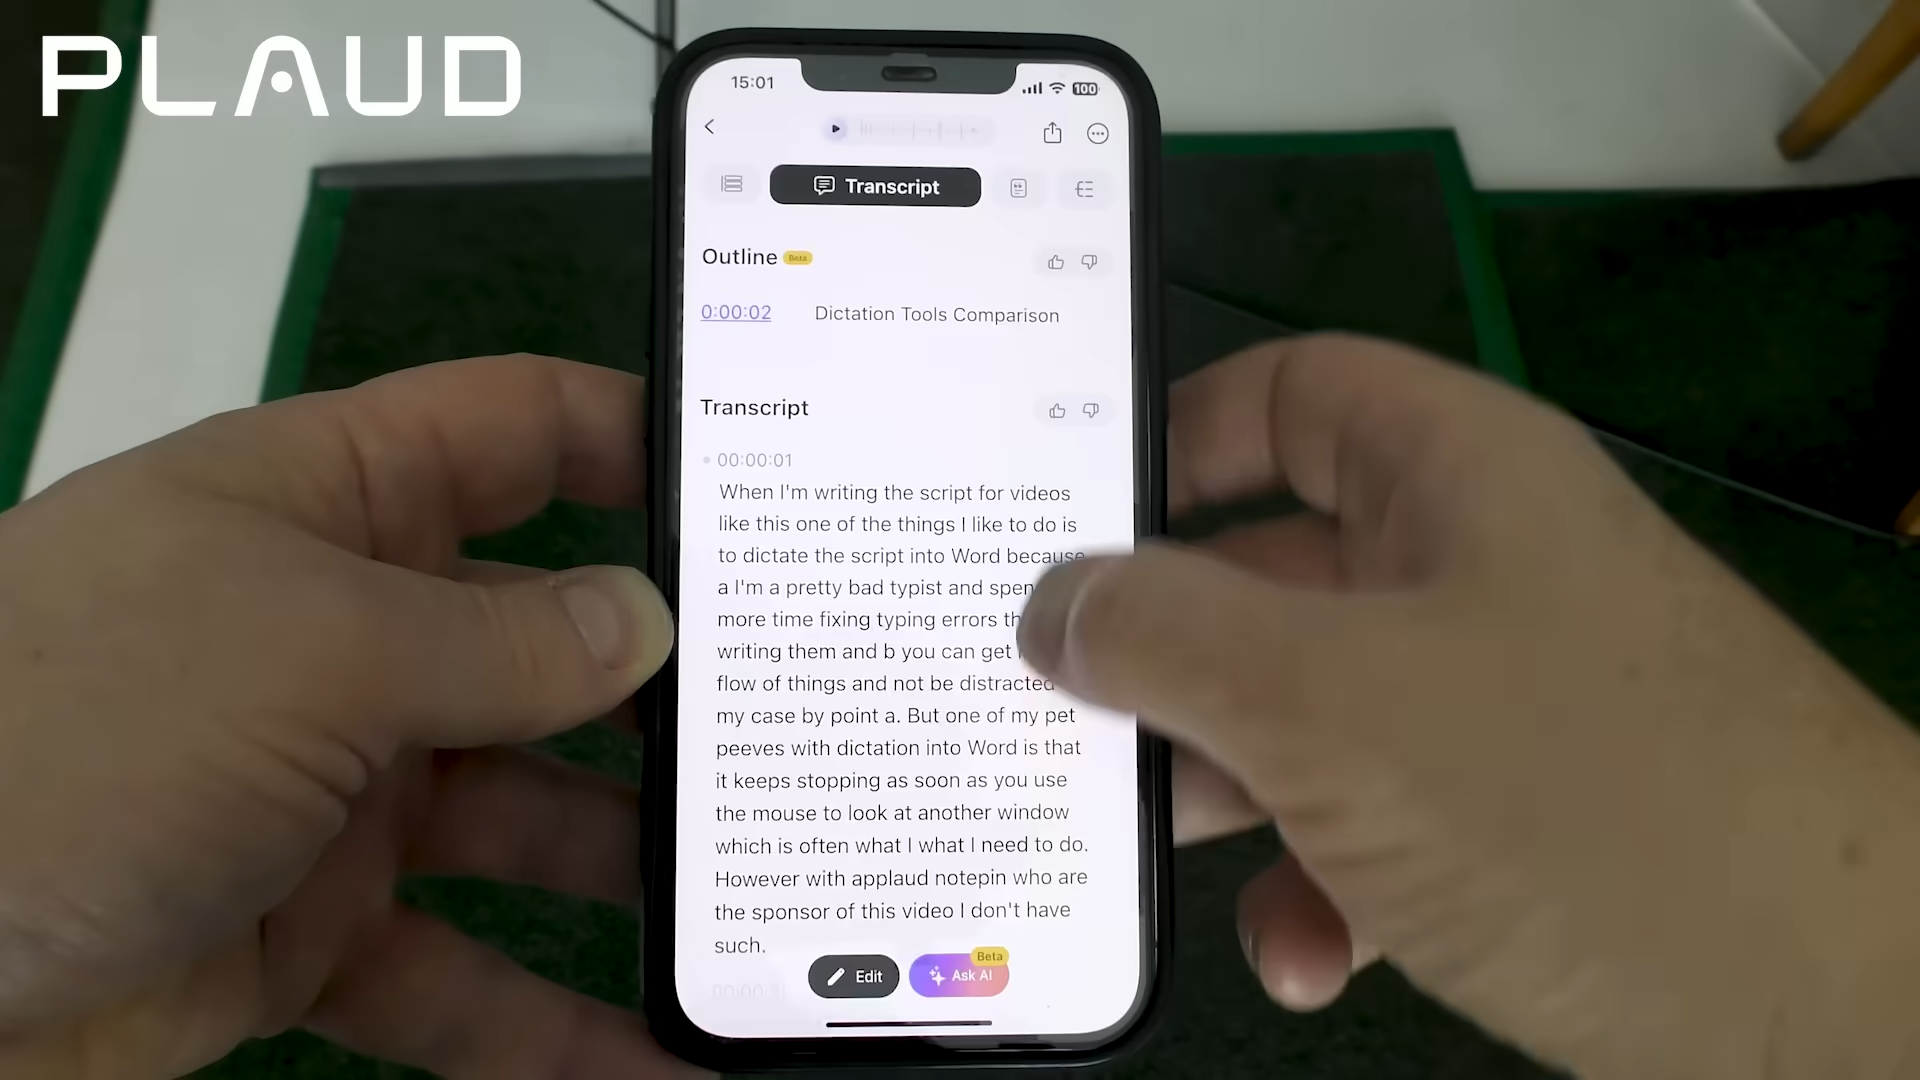 PLAUD
15:01
100
Transcript
Outline Beta
0:00:02 Dictation Tools Comparison
Transcript
00:00:01
When I'm writing the script for videos
like this one of the things I like to do is
to dictate the script into Word because
a I'm a pretty bad typist and
more time fixing typing errors
writing them and b you can get
flow of things and not be distracted
my case by point a. But one of my pet
peeves with dictation into Word is that
it keeps stopping as soon as you use
the mouse to look at another window
which is often what I what I need to do.
However with applaud notepin who are
the sponsor of this video I don't have
such.
Edit
Beta
Ask AI